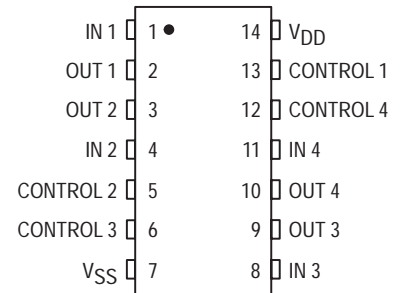 IN 1 1 14 VDD
OUT 1 2 13 CONTROL 1
OUT 2 3 12 CONTROL 4
IN 2 4 11 IN 4
CONTROL 2 5 10 OUT 4
CONTROL 3 6 9 OUT 3
VSS 7 8 IN 3